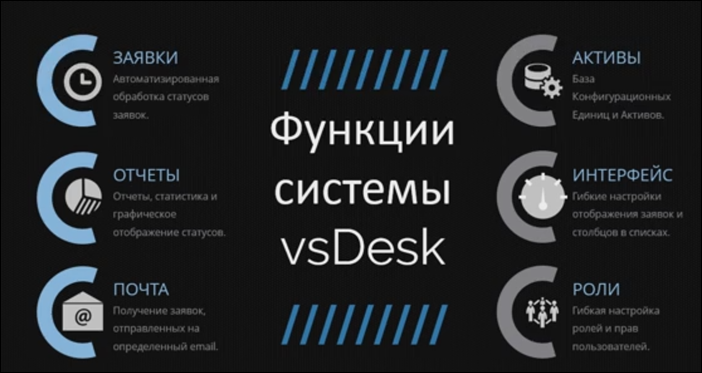 ЗАЯВКИ
Автоматизированная
обработка статусов
заявок.
ОТЧЕТЫ
Отчеты, статистика и
графическое
отображение статусов.
@
ПОЧТА
Получение заявок,
отправленных на
определенный email.
Функции
системы
vsDesk
АКТИВЫ
База
Конфигурационных
Единиц и Активов.
ИНТЕРФЕЙС
Гибкие настройки
отображения заявок и
столбцов в списках.
РОЛИ
Гибкая настройка
ролей и прав
пользователей.